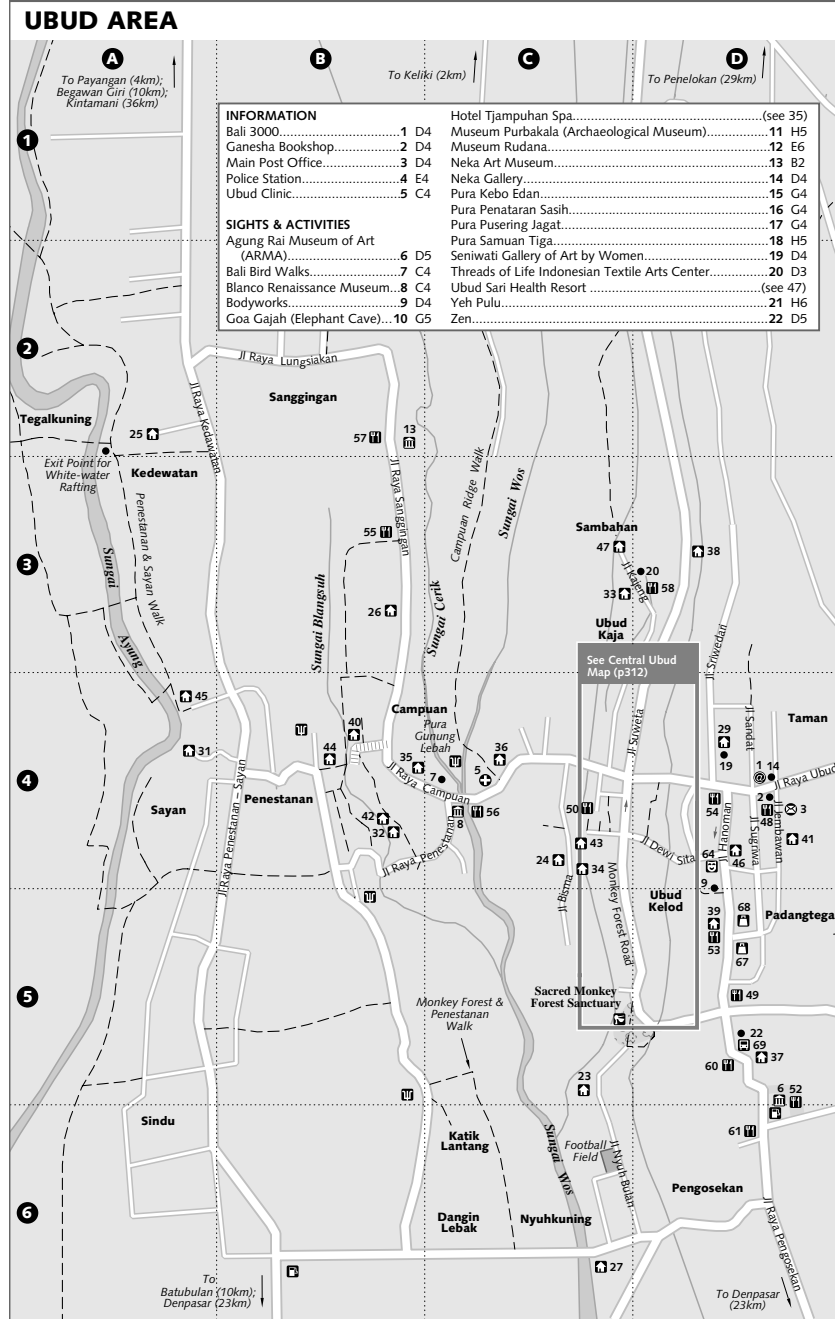 UBUD AREA
A
B
C
D
To Payangan (4km);
Begawan Giri (10km);
Kintamani (36km)
To Keliki (2km)
To Penelokan (29km)
1
INFORMATION
Bali 3000............................1 D4
Ganesha Bookshop............2 D4
Main Post Office................3 D4
Police Station.....................4 E4
Ubud Clinic........................5 C4
SIGHTS & ACTIVITIES
Agung Rai Museum of Art
(ARMA)..........................6 D5
Bali Bird Walks...................7 C4
Blanco Renaissance Museum..8 C4
Bodyworks.........................9 D4
Goa Gajah (Elephant Cave)...10 G5
Hotel Tjampuhan Spa..............................(see 35)
Museum Purbakala (Archaeological Museum)..............11 H5
Museum Rudana..............................12 E6
Neka Art Museum..............................13 B2
Neka Gallery..............................14 D4
Pura Kebo Edan..............................15 G4
Pura Penataran Sasih..............................16 G4
Pura Pusering Jagat..............................17 G4
Pura Samuan Tiga..............................18 H5
Seniwati Gallery of Art by Women....................19 D4
Threads of Life Indonesian Textile Arts Center............20 D3
Ubud Sari Health Resort ..............................(see 47)
Yeh Pulu..............................21 H6
Zen..............................22 D5
2
Jl Raya Lungsiakan
Sanggingan
Tegalkuning
25
Jl Raya Kedewatan
57
13
Exit Point for
White-water
Rafting
Kedewatan
Penestanan & Sayan Walk
Jl Raya Sanggingan
Campuan Ridge Walk
Sungai Wos
3
55
Sambahan
47
38
20
Jl Kajeng
58
33
Sungai
Ayung
Sungai Blangsuh
26
Sungai Cerik
Ubud
Kaja
Jl Sriwedari
See Central Ubud
Map (p312)
45
Campuan
Pura
Gunung
Lebah
40
44
35
36
Jl Suweta
Jl Sandat
Taman
29
19
1
14
4
31
7
5
Jl Raya Campuan
Jl Raya Ubud
Sayan
Penestanan
Jl Raya Penestanan – Sayan
42
32
8
56
50
54
2
3
48
Jl Hanoman
Jl Sugriwa
Jl Jembawan
41
43
Jl Dewi Sita
64
46
24
34
Jl Raya Penestanan
Jl Bisma
Monkey Forest Road
Ubud
Kelod
9
39
68
Padangtega
53
67
5
Monkey Forest &
Penestanan
Walk
Sacred Monkey
Forest Sanctuary
49
22
69
60
37
23
6
52
Sindu
Katik
Lantang
61
Sungai Wos
Football
Field
Jl Nyuh Bulan
Pengosekan
6
Dangin
Lebak
Nyuhkuning
Jl Raya Pengosekan
27
To
Batubulan (10km);
Denpasar (23km)
To Denpasar
(23km)